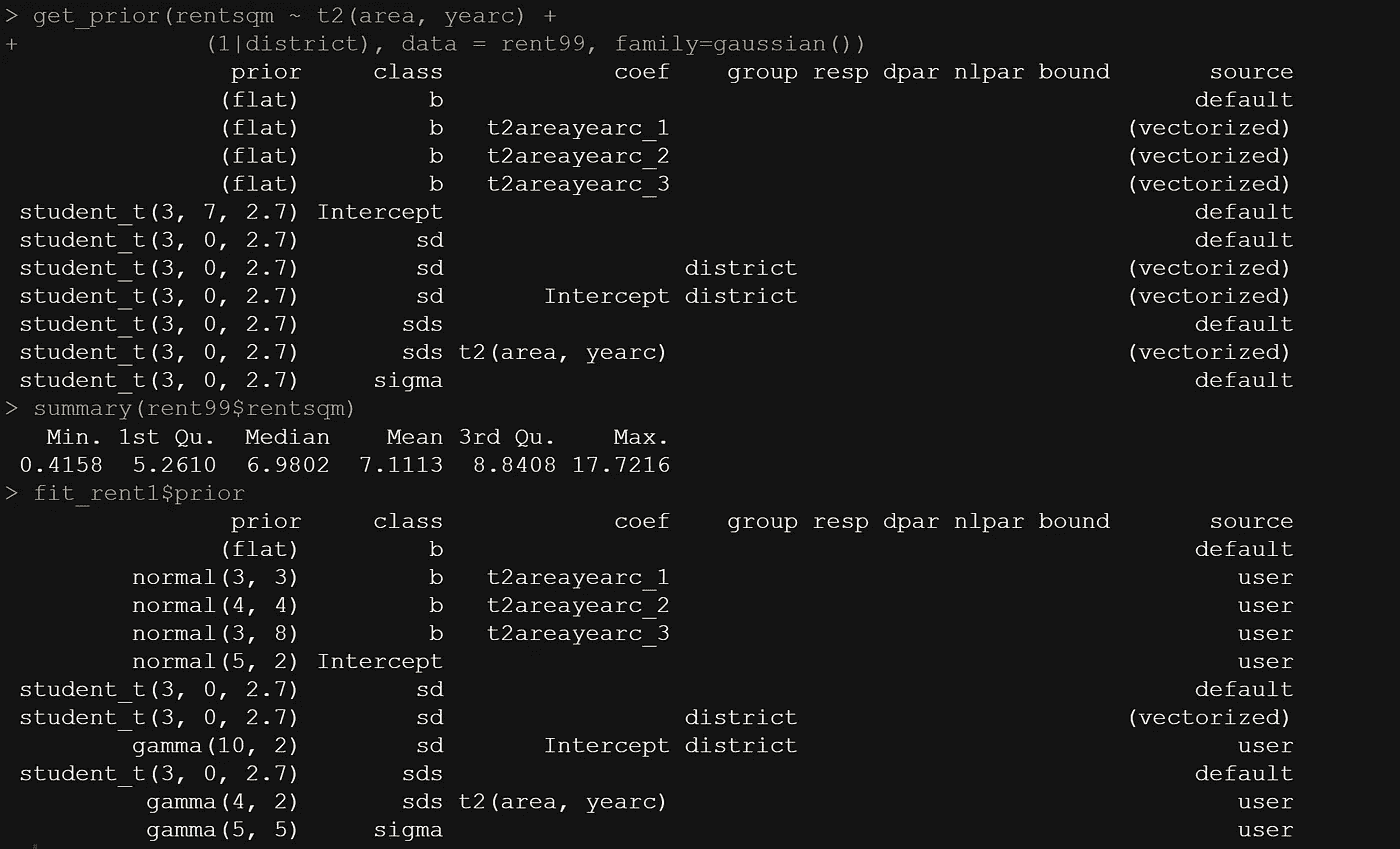 > get_prior(rentsqm ~ t2(area, yearc) +
+             (1|district), data = rent99, family=gaussian())
                prior     class             coef    group resp dpar nlpar bound       source
               (flat)         b                                                      default
               (flat)         b   t2areayearc_1                                 (vectorized)
               (flat)         b   t2areayearc_2                                 (vectorized)
               (flat)         b   t2areayearc_3                                 (vectorized)
 student_t(3, 7, 2.7) Intercept                                                      default
 student_t(3, 0, 2.7)        sd                                                      default
 student_t(3, 0, 2.7)        sd                 district                        (vectorized)
 student_t(3, 0, 2.7)        sd       Intercept district                        (vectorized)
 student_t(3, 0, 2.7)       sds                                                      default
 student_t(3, 0, 2.7)       sds t2(area, yearc)                                 (vectorized)
 student_t(3, 0, 2.7)     sigma                                                      default
> summary(rent99$rentsqm)
   Min. 1st Qu.  Median    Mean 3rd Qu.    Max.
 0.4158  5.2610  6.9802  7.1113  8.8408 17.7216
> fit_rent1$prior
                prior     class             coef    group resp dpar nlpar bound       source
               (flat)         b                                                      default
         normal(3, 3)         b   t2areayearc_1                                         user
         normal(4, 4)         b   t2areayearc_2                                         user
         normal(3, 8)         b   t2areayearc_3                                         user
         normal(5, 2) Intercept                                                         user
 student_t(3, 0, 2.7)        sd                                                      default
 student_t(3, 0, 2.7)        sd                 district                        (vectorized)
         gamma(10, 2)        sd       Intercept district                                user
 student_t(3, 0, 2.7)       sds                                                      default
          gamma(4, 2)       sds t2(area, yearc)                                         user
          gamma(5, 5)     sigma                                                         user